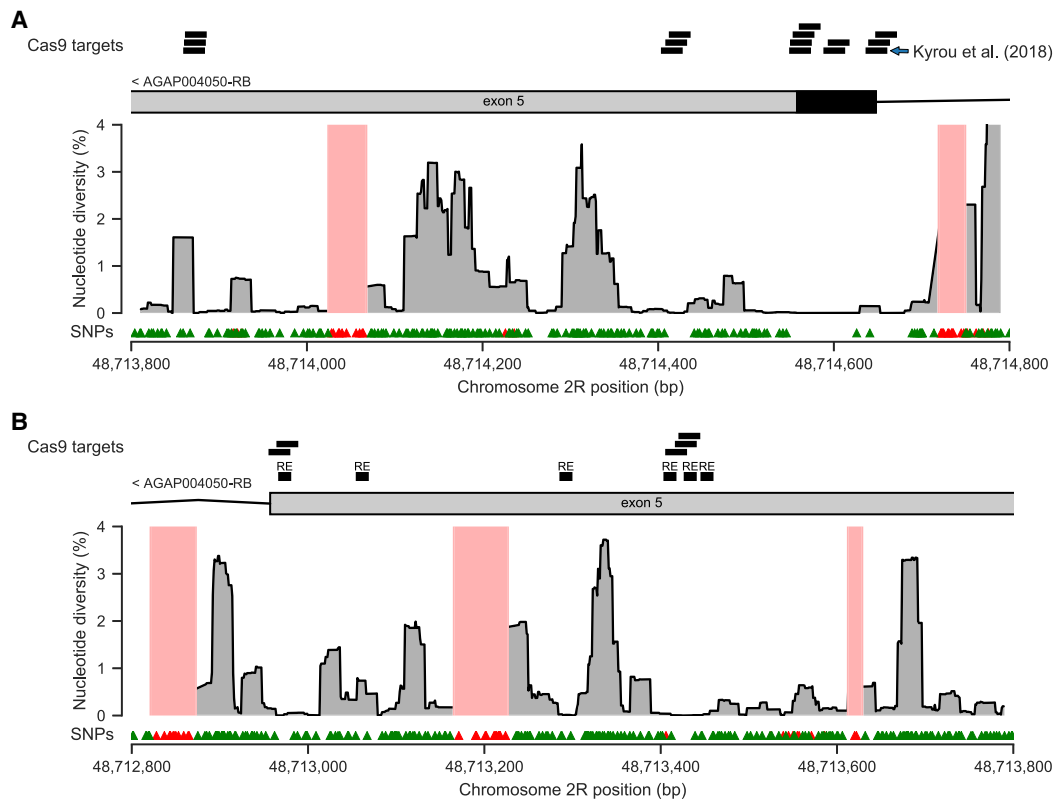 A
Cas9 targets
Kyrou et al. (2018)
< AGAP004050-RB
exon 5
Nucleotide diversity (%)
4
3
2
1
0
SNPs
48,713,800
48,714,000
48,714,200
48,714,400
48,714,600
48,714,800
Chromosome 2R position (bp)
B
Cas9 targets
RE RE RE RE RE RE
< AGAP004050-RB
exon 5
Nucleotide diversity (%)
4
3
2
1
0
SNPs
48,712,800
48,713,000
48,713,200
48,713,400
48,713,600
48,713,800
Chromosome 2R position (bp)